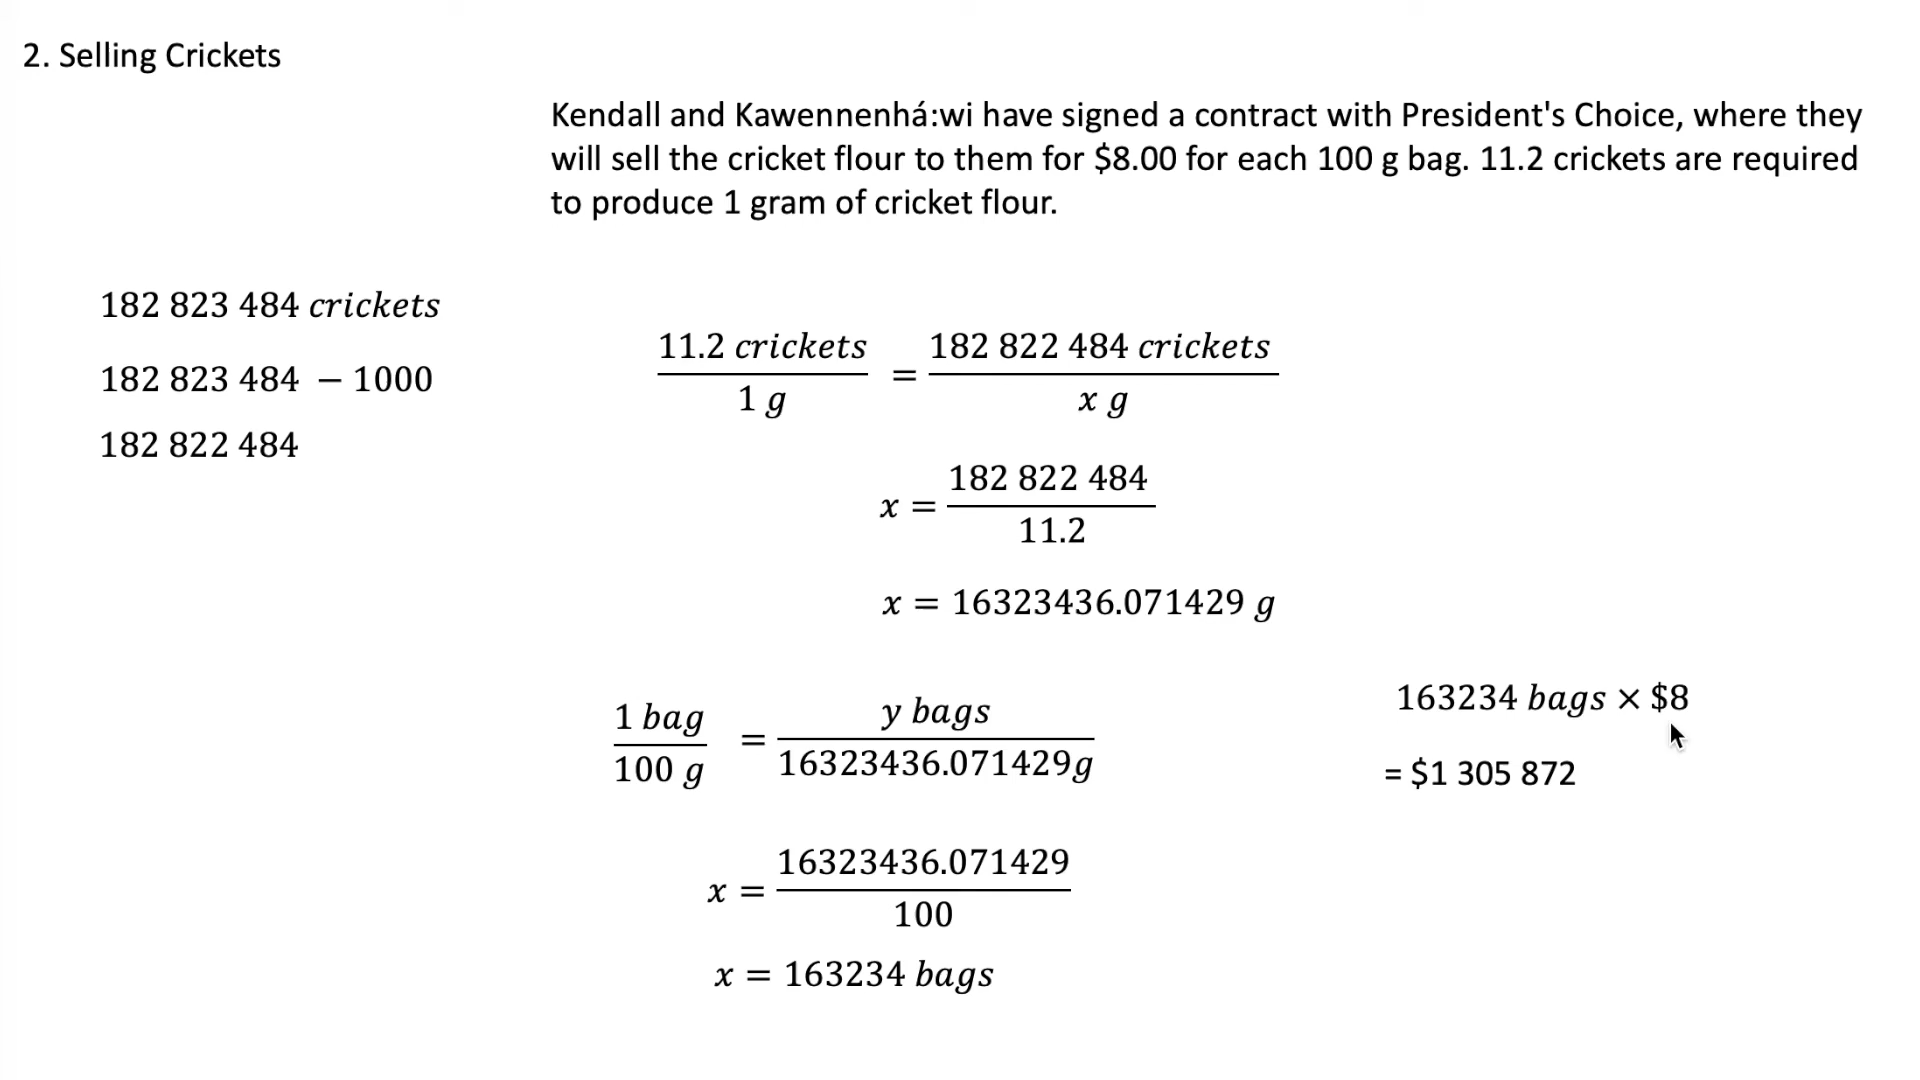 2. Selling Crickets
Kendall and Kawennenhá:wi have signed a contract with President's Choice, where they
will sell the cricket flour to them for $8.00 for each 100 g bag. 11.2 crickets are required
to produce 1 gram of cricket flour.
182 823 484 crickets
182 823 484 − 1000
182 822 484
11.2 crickets / 1 g = 182 822 484 crickets / x g
x = 182 822 484 / 11.2
x = 16323436.071429 g
1 bag / 100 g = y bags / 16323436.071429g
x = 16323436.071429 / 100
x = 163234 bags
163234 bags × $8
= $1 305 872